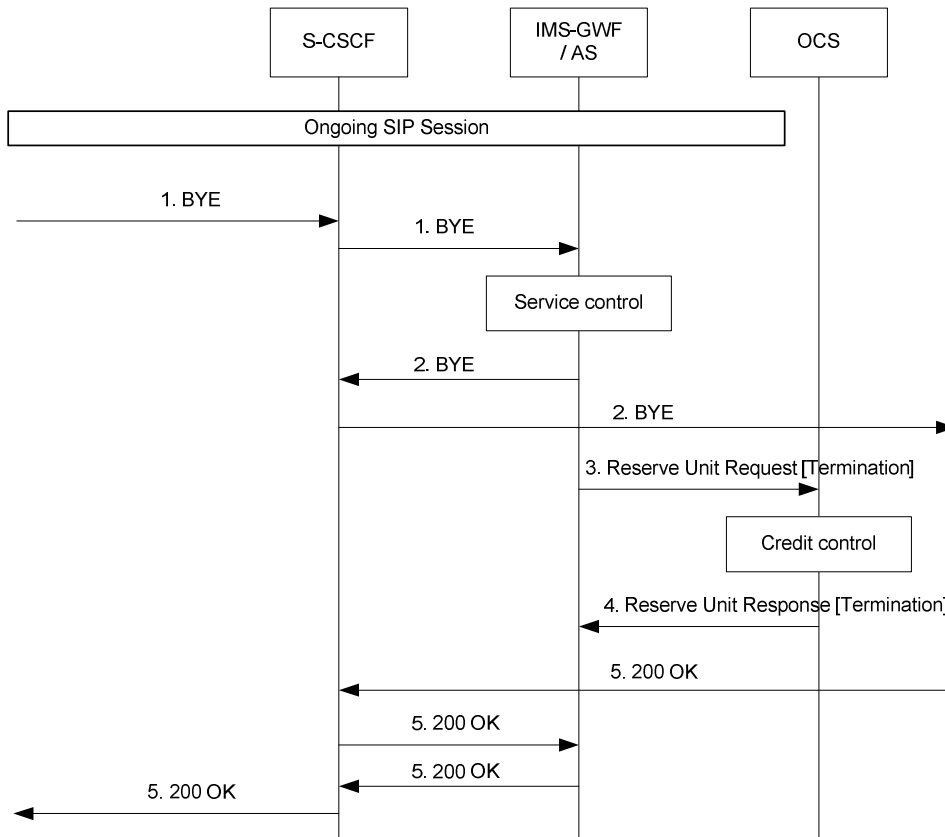 S-CSCF
IMS-GWF
/ AS
OCS
Ongoing SIP Session
1. BYE
1. BYE
Service control
2. BYE
2. BYE
3. Reserve Unit Request [Termination]
Credit control
4. Reserve Unit Response [Termination]
5. 200 OK
5. 200 OK
5. 200 OK
5. 200 OK